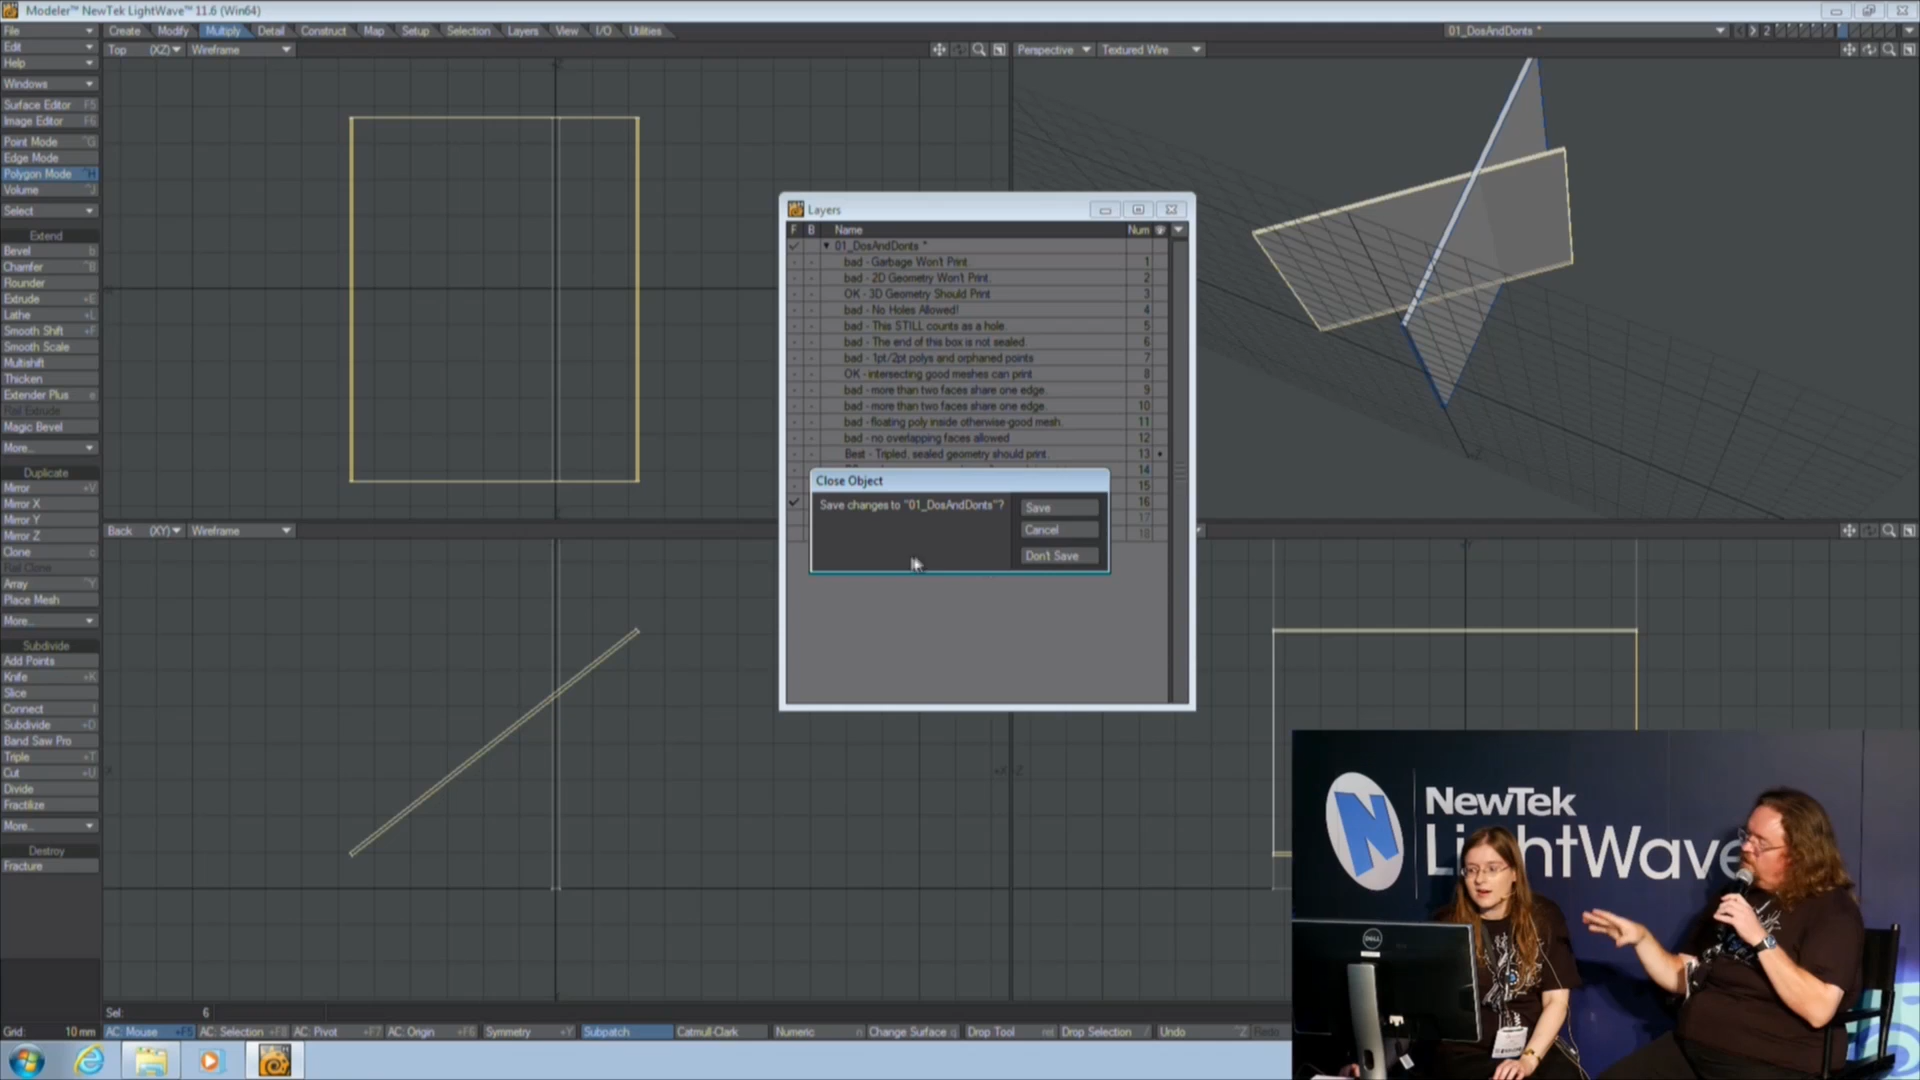 Modeler™ NewTek LightWave 11.6 (Win64)
File
Create Modify Multiply Detail Construct Map Setup Selection Layers View I/O Utilities
01_DosAndDonts *
2
Edit
Top (XZ) Wireframe
Perspective Textured Wire
Help
Windows
Surface Editor F5
Image Editor F6
Point Mode ^G
Edge Mode
Polygon Mode ^H
Volume ^J
Select
Extend
Bevel b
Chamfer ^B
Rounder
Extrude +E
Lathe +L
Smooth Shift +F
Smooth Scale
Multishift
Thicken
Extender Plus e
Rail Extrude
Magic Bevel
More...
Duplicate
Mirror +V
Mirror X
Mirror Y
Mirror Z
Clone c
Rail Clone
Array ^Y
Place Mesh
More...
Subdivide
Add Points
Knife +K
Slice
Connect l
Subdivide +D
Band Saw Pro
Triple +T
Cut +U
Divide
Fractilize
More...
Destroy
Fracture
Layers
F B Name Num
01_DosAndDonts *
bad - Garbage Won't Print. 1
bad - 2D Geometry Won't Print. 2
OK - 3D Geometry Should Print 3
bad - No Holes Allowed! 4
bad - This STILL counts as a hole. 5
bad - The end of this box is not sealed. 6
bad - 1pt/2pt polys and orphaned points 7
OK - intersecting good meshes can print 8
bad - more than two faces share one edge. 9
bad - more than two faces share one edge. 10
bad - floating poly inside otherwise-good mesh. 11
bad - no overlapping faces allowed 12
Best - Tripled, sealed geometry should print. 13
14
15
16
17
18
Close Object
Save changes to "01_DosAndDonts"?
Save
Cancel
Don't Save
Back (XY) Wireframe
NewTek
LightWave
DELL
Sel: 6
Grid: 10 mm
AC: Mouse +F5 AC: Selection +F8 AC: Pivot +F7 AC: Origin +F6 Symmetry +Y Subpatch Catmull-Clark Numeric n Change Surface q Drop Tool ret Drop Selection / Undo ^Z Redo